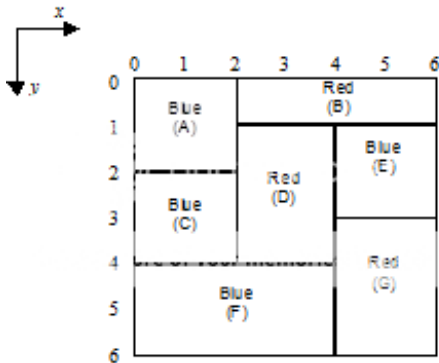 x
y
0 1 2 3 4 5 6
0
1
2
3
4
5
6
Blue
(A)
Red
(B)
Blue
(C)
Red
(D)
Blue
(E)
Blue
(F)
Red
(G)